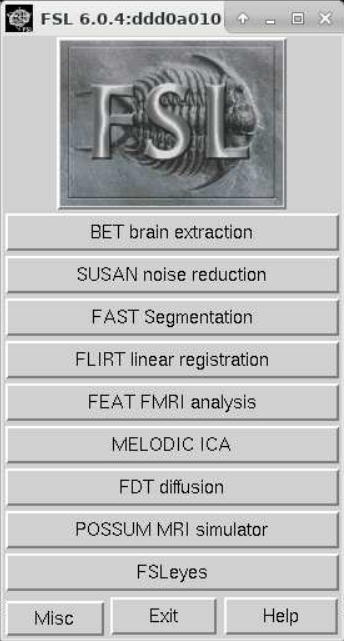 FSL 6.0.4:ddd0a010
FSL
BET brain extraction
SUSAN noise reduction
FAST Segmentation
FLIRT linear registration
FEAT FMRI analysis
MELODIC ICA
FDT diffusion
POSSUM MRI simulator
FSLeyes
Misc Exit Help